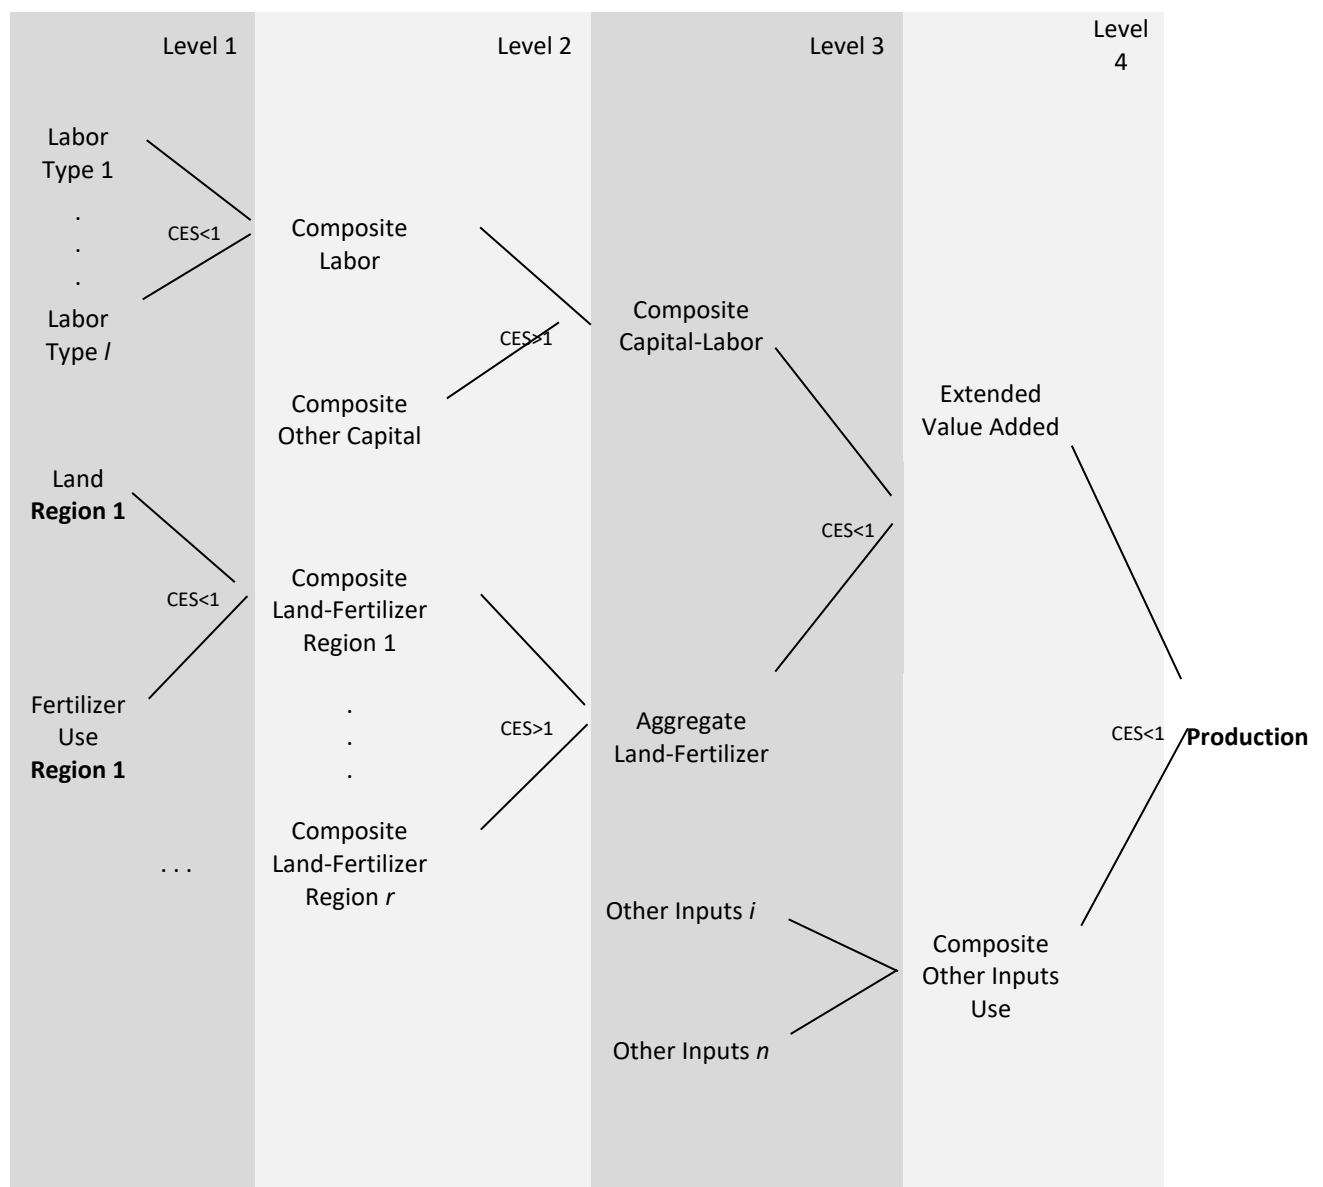 Level 1
Level 2
Level 3
Level
4
Labor
Type 1
.
.
.
Labor
Type l
CES<1
Land
Region 1
CES<1
Fertilizer
Use
Region 1
. . .
Composite
Labor
CES>1
Composite
Other Capital
Composite
Land-Fertilizer
Region 1
.
.
.
CES>1
Composite
Land-Fertilizer
Region r
Composite
Capital-Labor
CES<1
Aggregate
Land-Fertilizer
Other Inputs i
Other Inputs n
Extended
Value Added
CES<1
Composite
Other Inputs
Use
Production